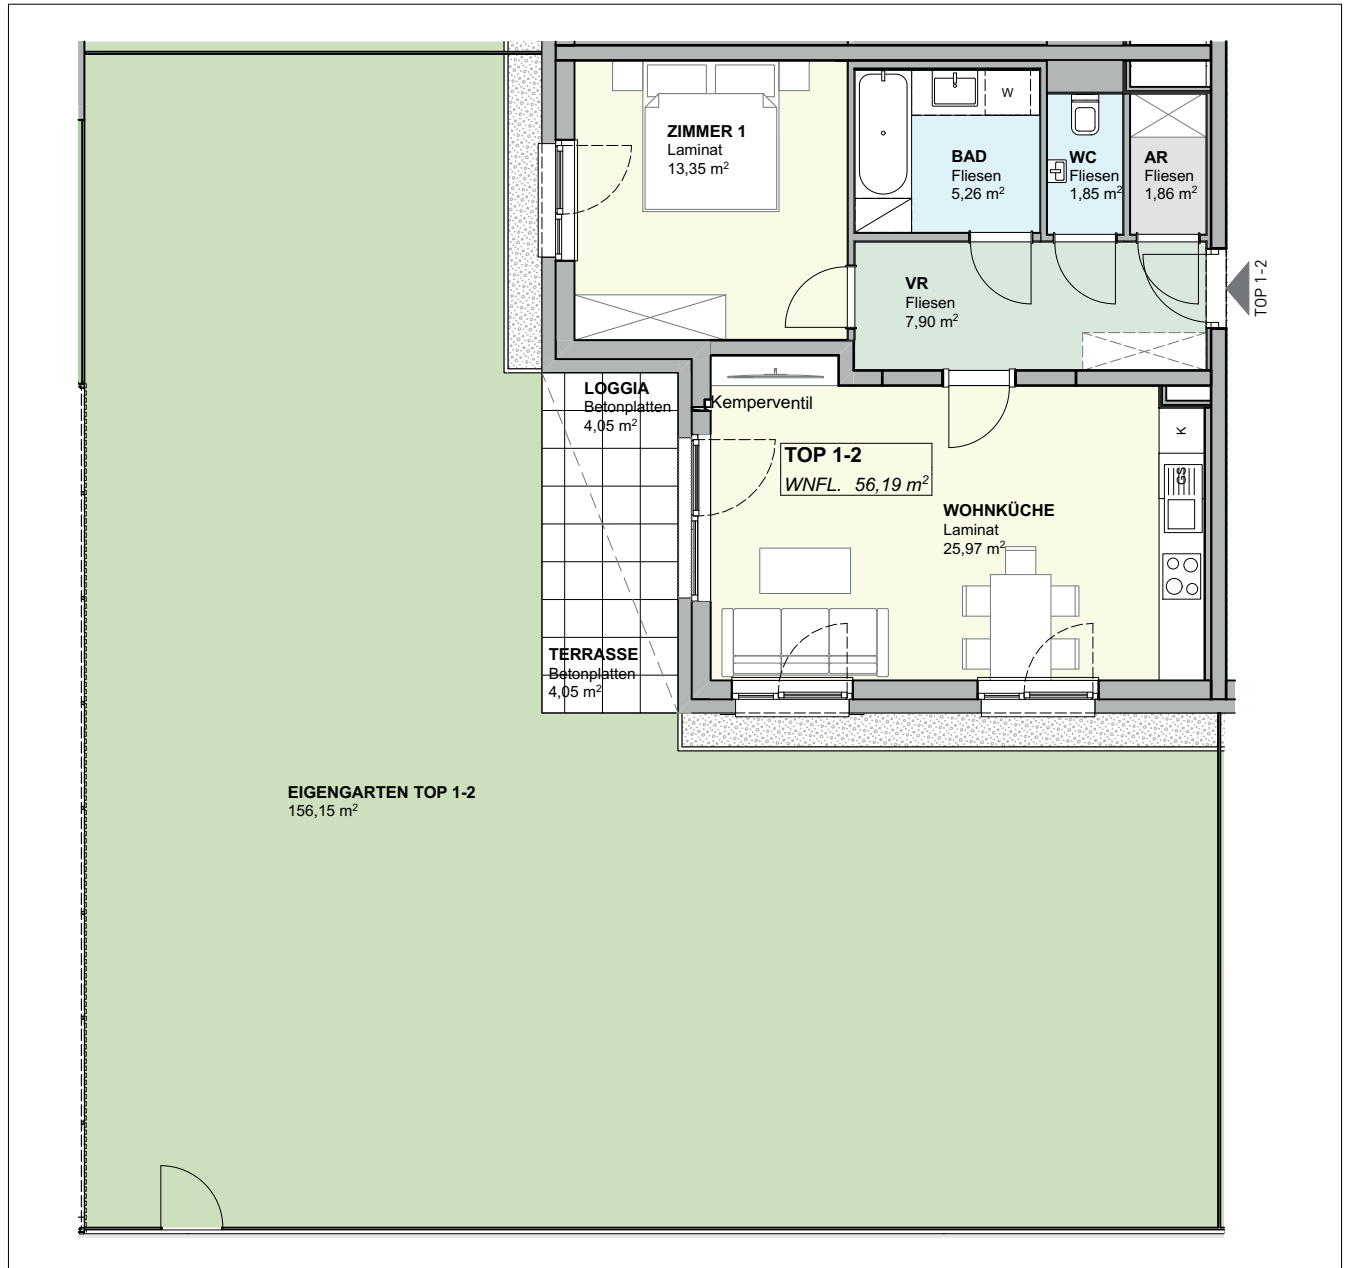 ZIMMER 1
Laminat
13,35 m²
W
BAD
Fliesen
5,26 m²
WC
Fliesen
1,85 m²
AR
Fliesen
1,86 m²
VR
Fliesen
7,90 m²
TOP 1-2
LOGGIA
Betonplatten
4,05 m²
Kemperventil
K
TOP 1-2
WNFL. 56,19 m²
GS
WOHNKÜCHE
Laminat
25,97 m²
TERRASSE
Betonplatten
4,05 m²
EIGENGARTEN TOP 1-2
156,15 m²